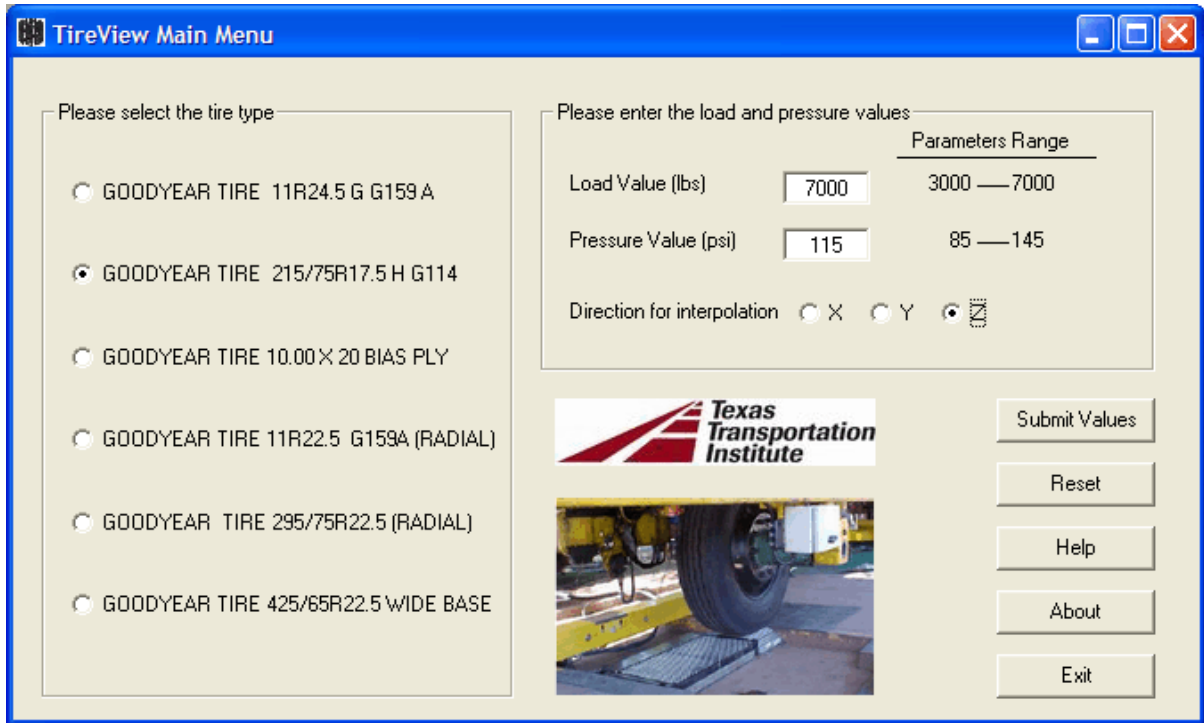 TireView Main Menu
Please select the tire type
GOODYEAR TIRE 11R24.5 G G159 A
GOODYEAR TIRE 215/75R17.5 H G114
GOODYEAR TIRE 10.00 X 20 BIAS PLY
GOODYEAR TIRE 11R22.5 G159A (RADIAL)
GOODYEAR TIRE 295/75R22.5 (RADIAL)
GOODYEAR TIRE 425/65R22.5 WIDE BASE
Please enter the load and pressure values
Parameters Range
Load Value (lbs) 7000 3000 — 7000
Pressure Value (psi) 115 85 — 145
Direction for interpolation X Y Z
Texas
Transportation
Institute
Submit Values
Reset
Help
About
Exit